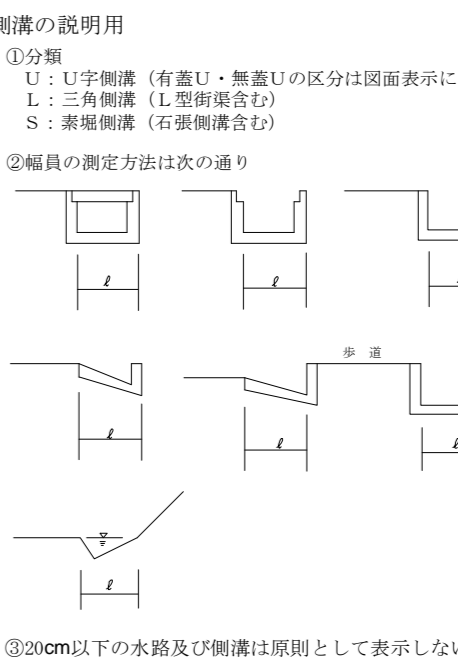 側溝の説明用
①分類
U：U字側溝（有蓋U・無蓋Uの区分は図面表示に
L：三角側溝（L型街渠含む）
S：素堀側溝（石張側溝含む）
②幅員の測定方法は次の通り
ℓ ℓ
歩 道
ℓ ℓ ℓ
ℓ
③20cm以下の水路及び側溝は原則として表示しない